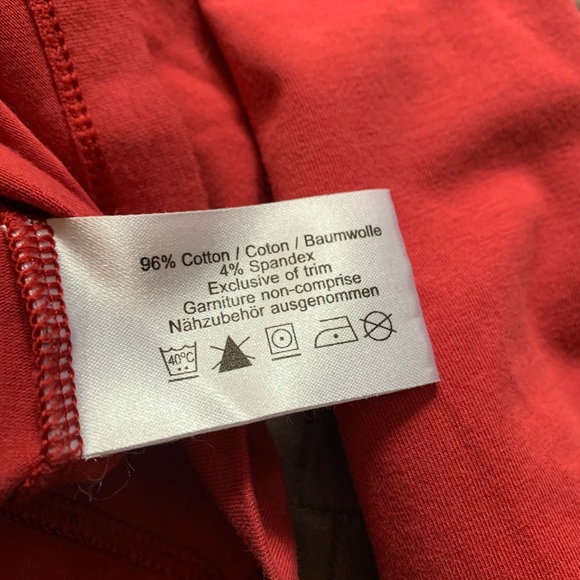 96% Cotton / Coton / Baumwolle
4% Spandex
Exclusive of trim
Garniture non-comprise
Nähzubehör ausgenommen
40°C